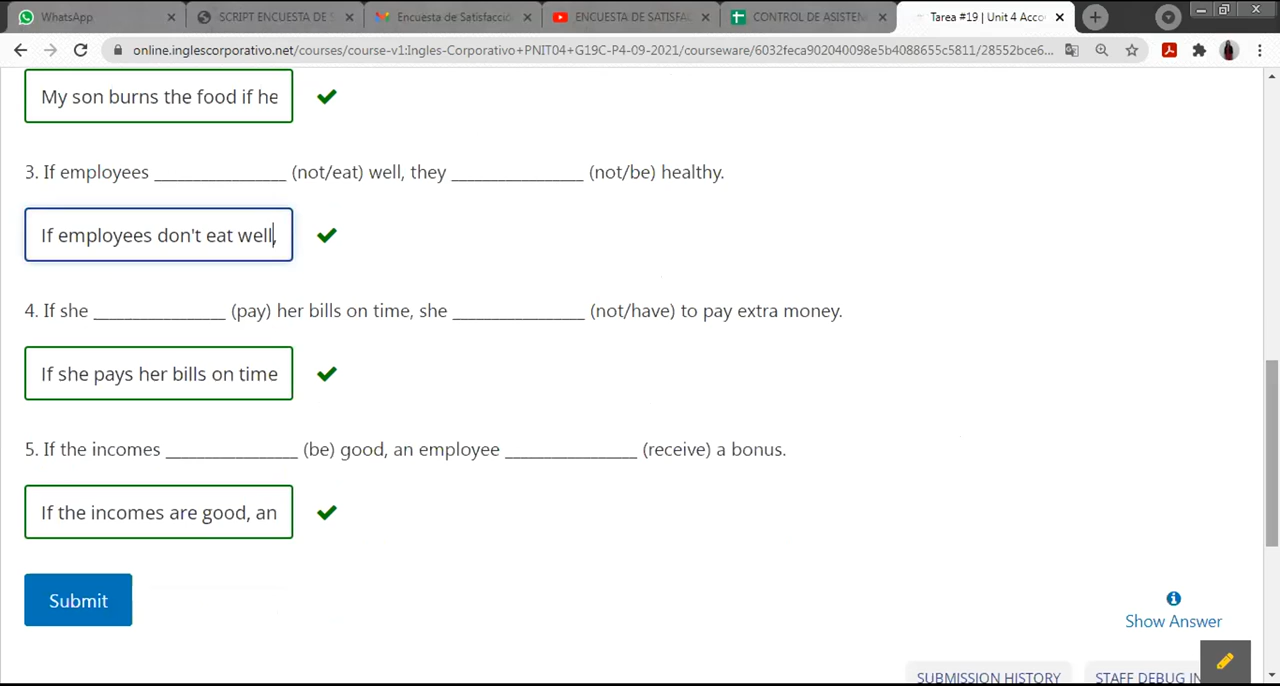 WhatsApp
SCRIPT ENCUESTA DE S
Encuesta de Satisfacció
ENCUESTA DE SATISFA
CONTROL DE ASISTEN
Tarea #19 | Unit 4 Acco
online.inglescorporativo.net/courses/course-v1:Ingles-Corporativo+PNIT04+G19C-P4-09-2021/courseware/6032feca902040098e5b4088655c5811/28552bce6...
My son burns the food if he
3. If employees _______________ (not/eat) well, they _______________ (not/be) healthy.
If employees don't eat well,
4. If she _______________ (pay) her bills on time, she _______________ (not/have) to pay extra money.
If she pays her bills on time
5. If the incomes _______________ (be) good, an employee _______________ (receive) a bonus.
If the incomes are good, an
Submit
Show Answer
SUBMISSION HISTORY
STAFF DEBUG IN